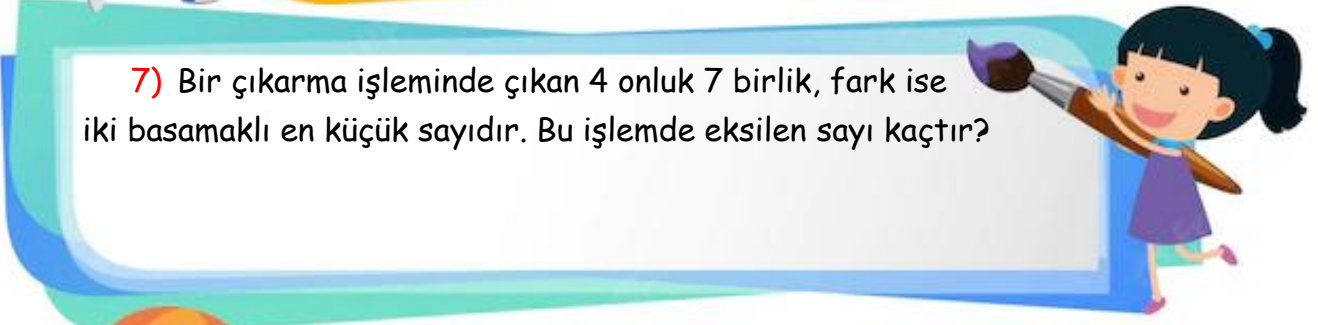 7) Bir çıkarma işleminde çıkan 4 onluk 7 birlik, fark ise
iki basamaklı en küçük sayıdır. Bu işlemde eksilen sayı kaçtır?